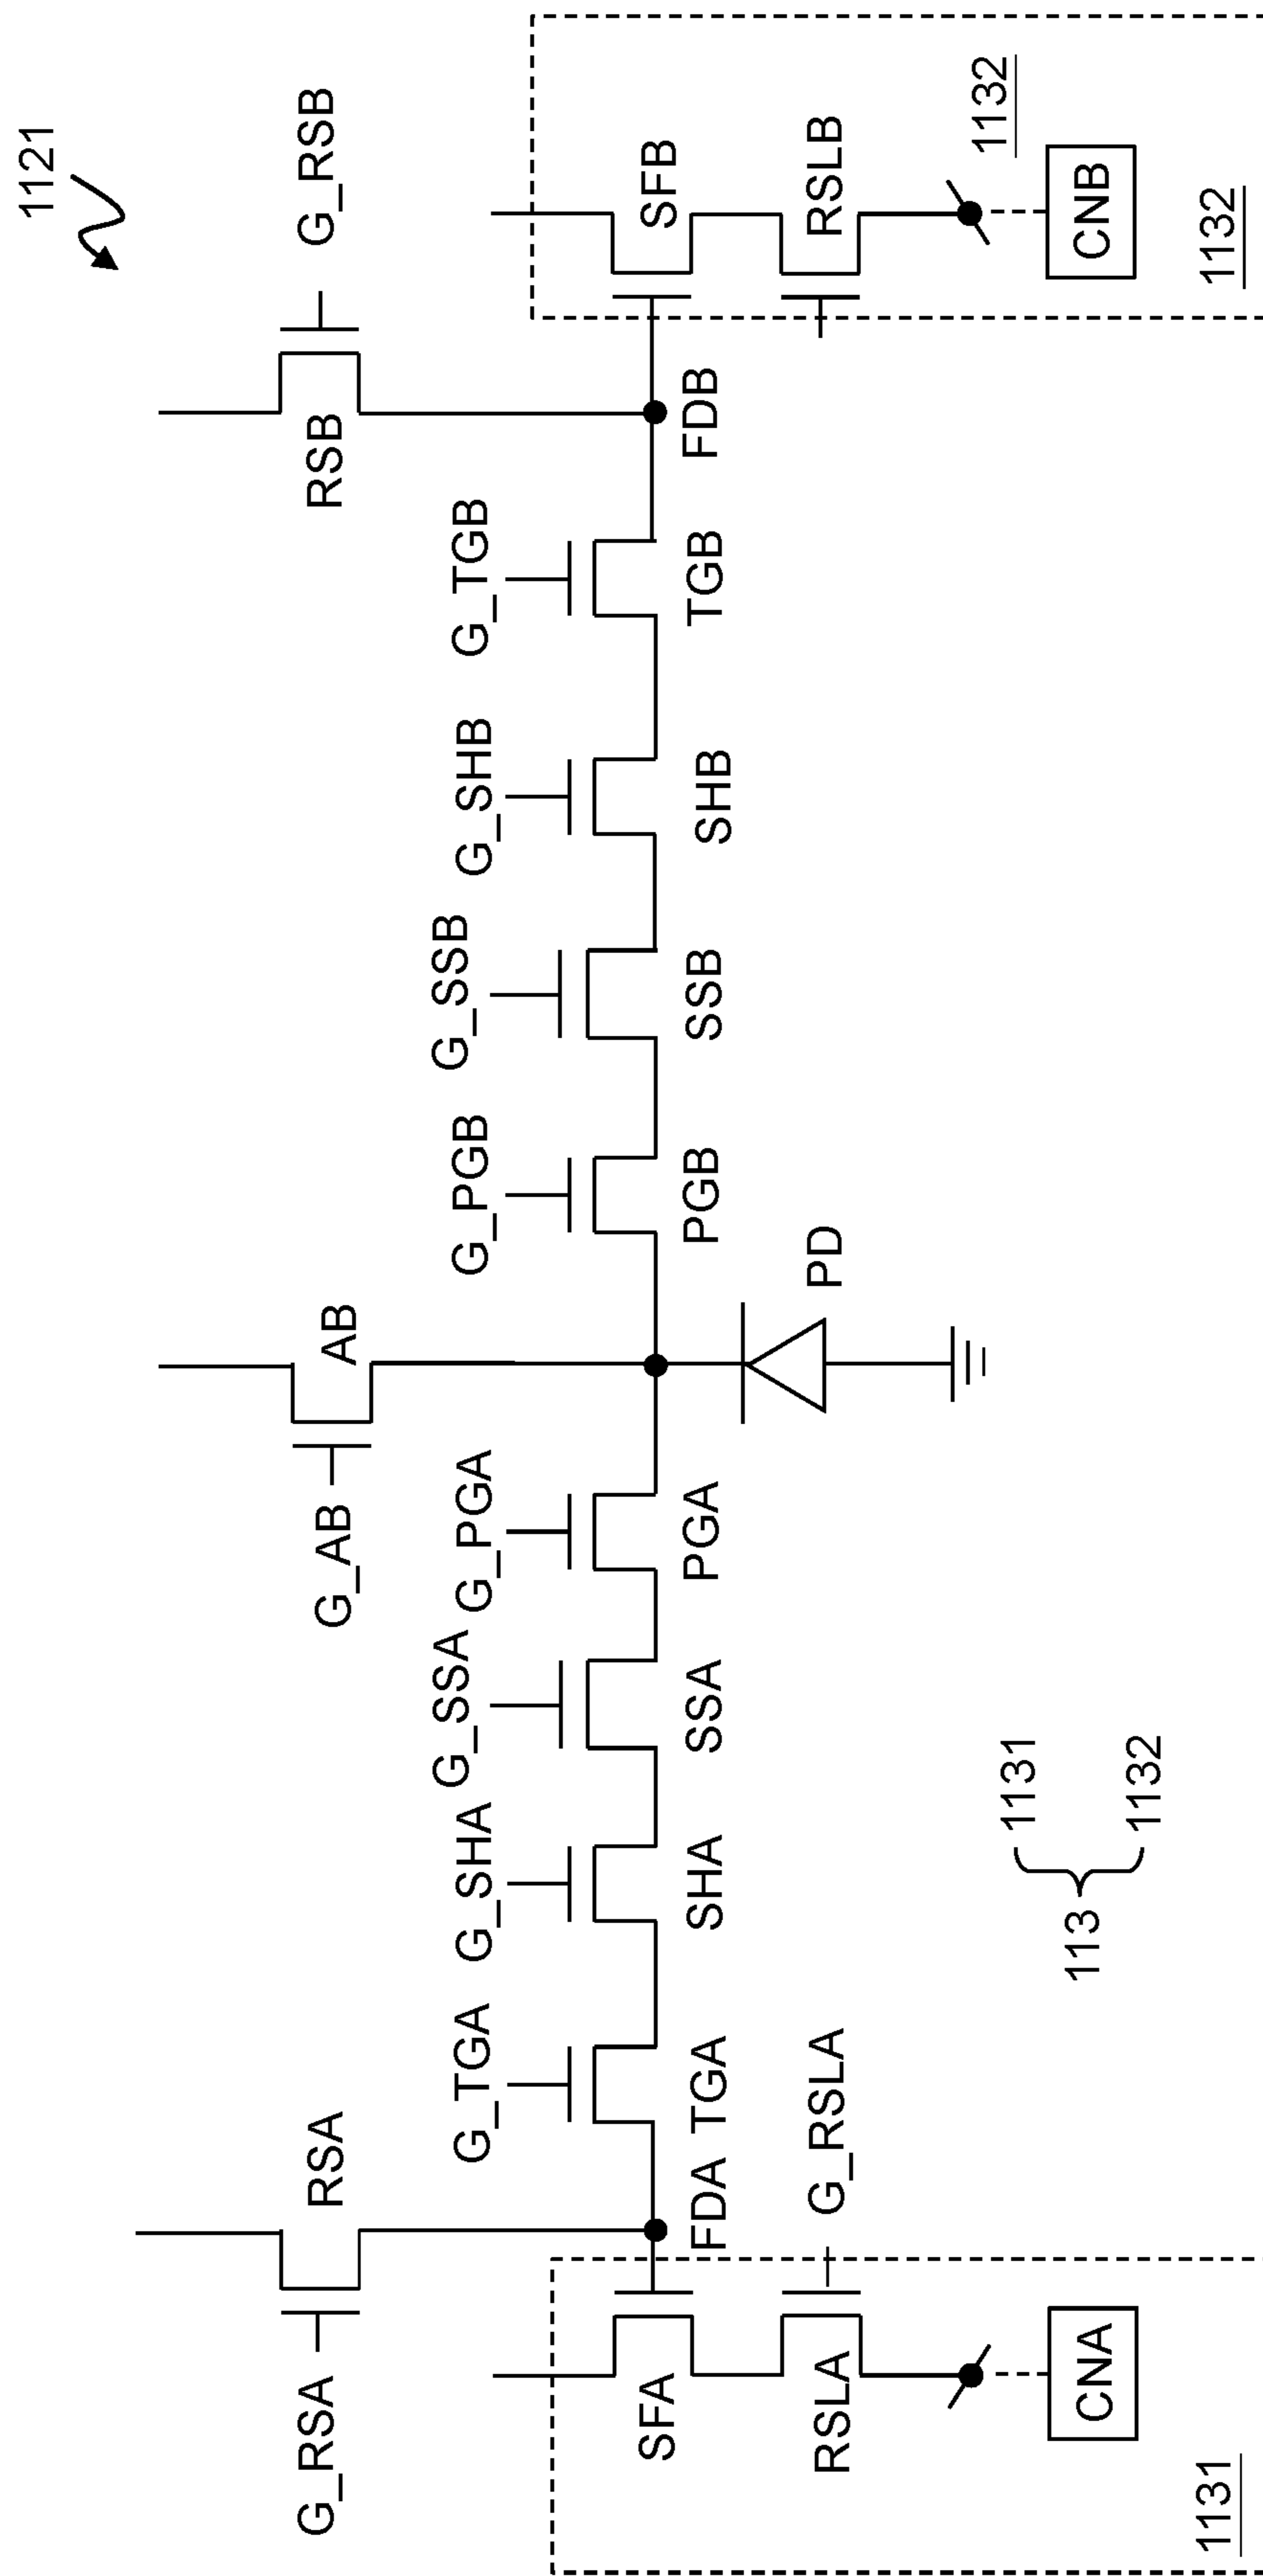 1121
G_RSA
RSA
G_AB
AB
RSB
G_RSB
G_TGA
G_SHA
G_SSA
G_PGA
G_PGB
G_SSB
G_SHB
G_TGB
SFA
FDA
TGA
SHA
SSA
PGA
PGB
SSB
SHB
TGB
FDB
SFB
RSLA
G_RSLA
PD
RSLB
1132
CNA
CNB
113
1131
1132
1131
1132